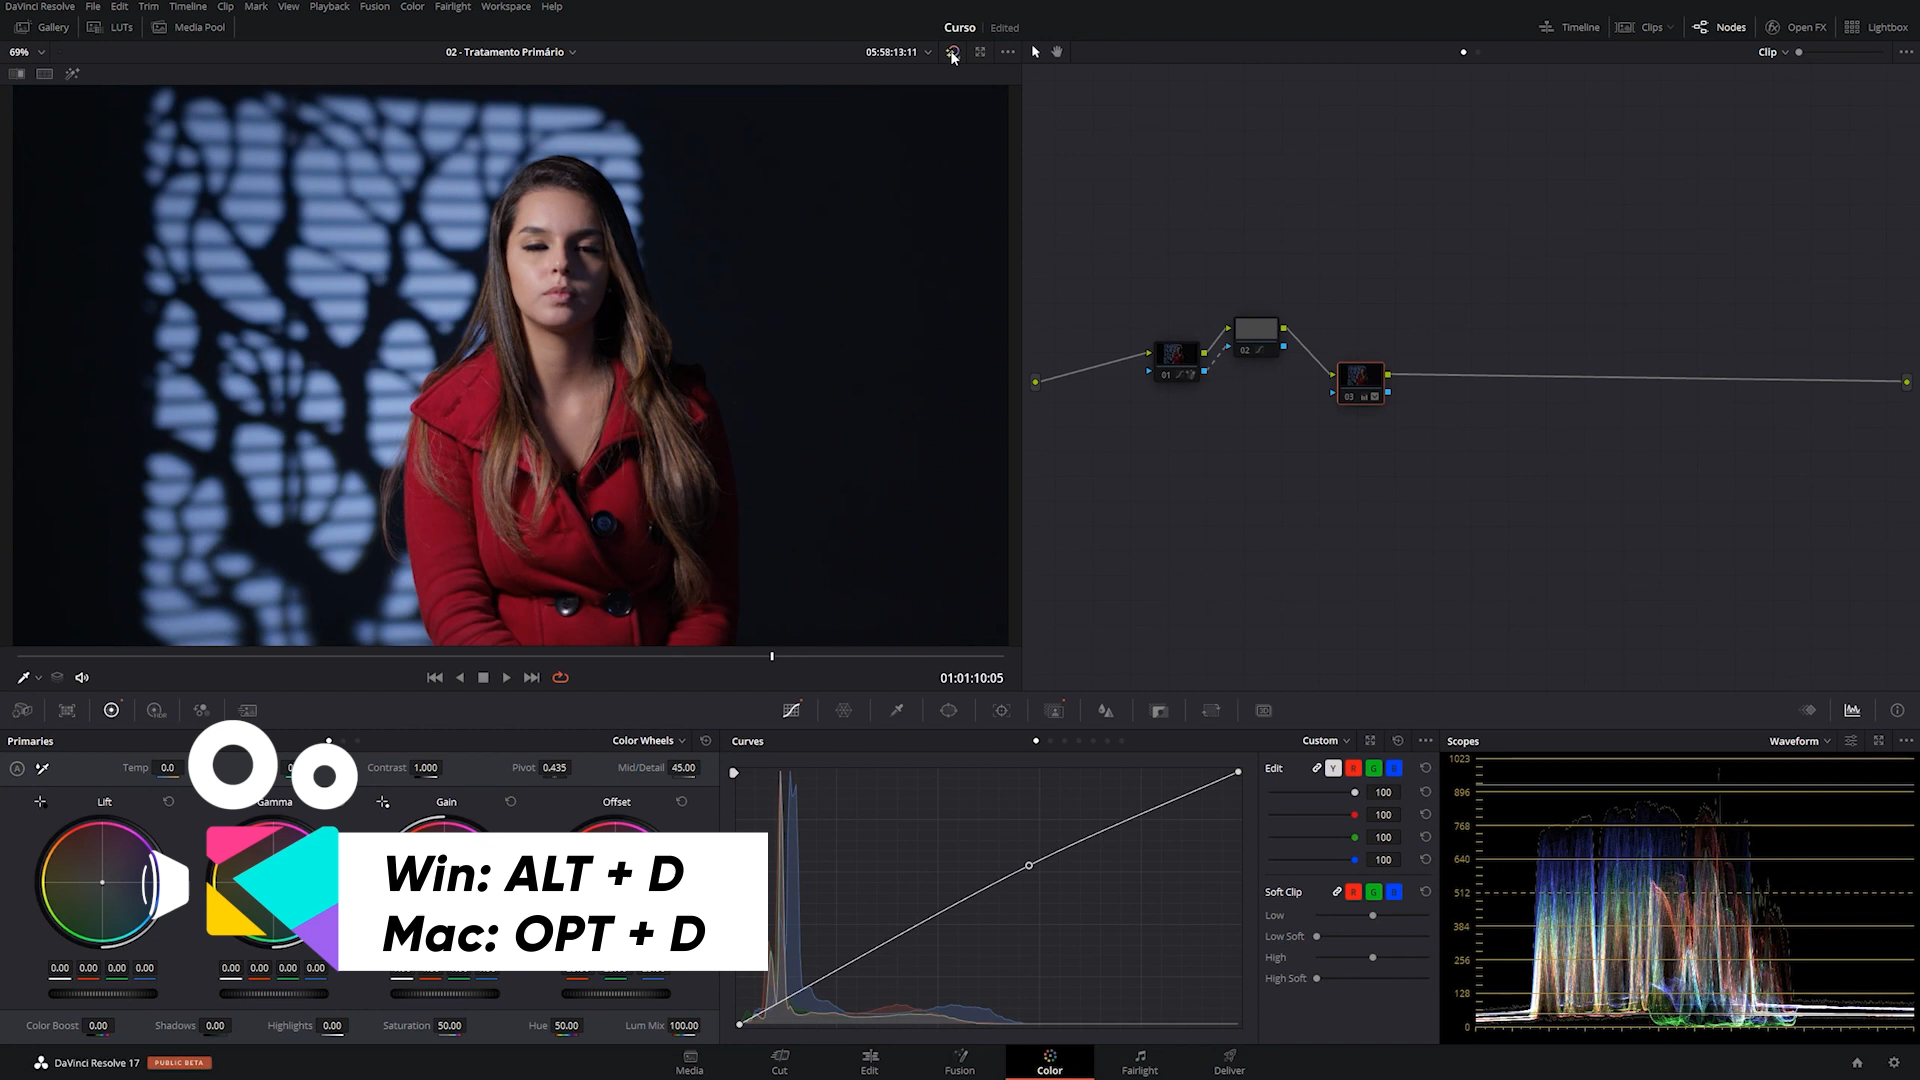 DaVinci Resolve File Edit Trim Timeline Clip Mark View Playback Fusion Color Fairlight Workspace Help
Gallery LUTs Media Pool Curso Edited Timeline Clips Nodes Open FX Lightbox
69% 02 - Tratamento Primário 05:58:13:11 Clip
01 02 03
01:01:10:05
Primaries Color Wheels Curves Custom Scopes Waveform
Temp 0.0 Contrast 1.000 Pivot 0.435 Mid/Detail 45.00 Edit Y R G B
Lift Gamma Gain Offset
100
100
100
100
Win: ALT + D
Mac: OPT + D
Soft Clip R G B
Low
Low Soft
High
High Soft
1023
896
768
640
512
384
256
128
0
0.00 0.00 0.00 0.00 0.00 0.00 0.00 0.00
Color Boost 0.00 Shadows 0.00 Highlights 0.00 Saturation 50.00 Hue 50.00 Lum Mix 100.00
DaVinci Resolve 17 PUBLIC BETA Media Cut Edit Fusion Color Fairlight Deliver